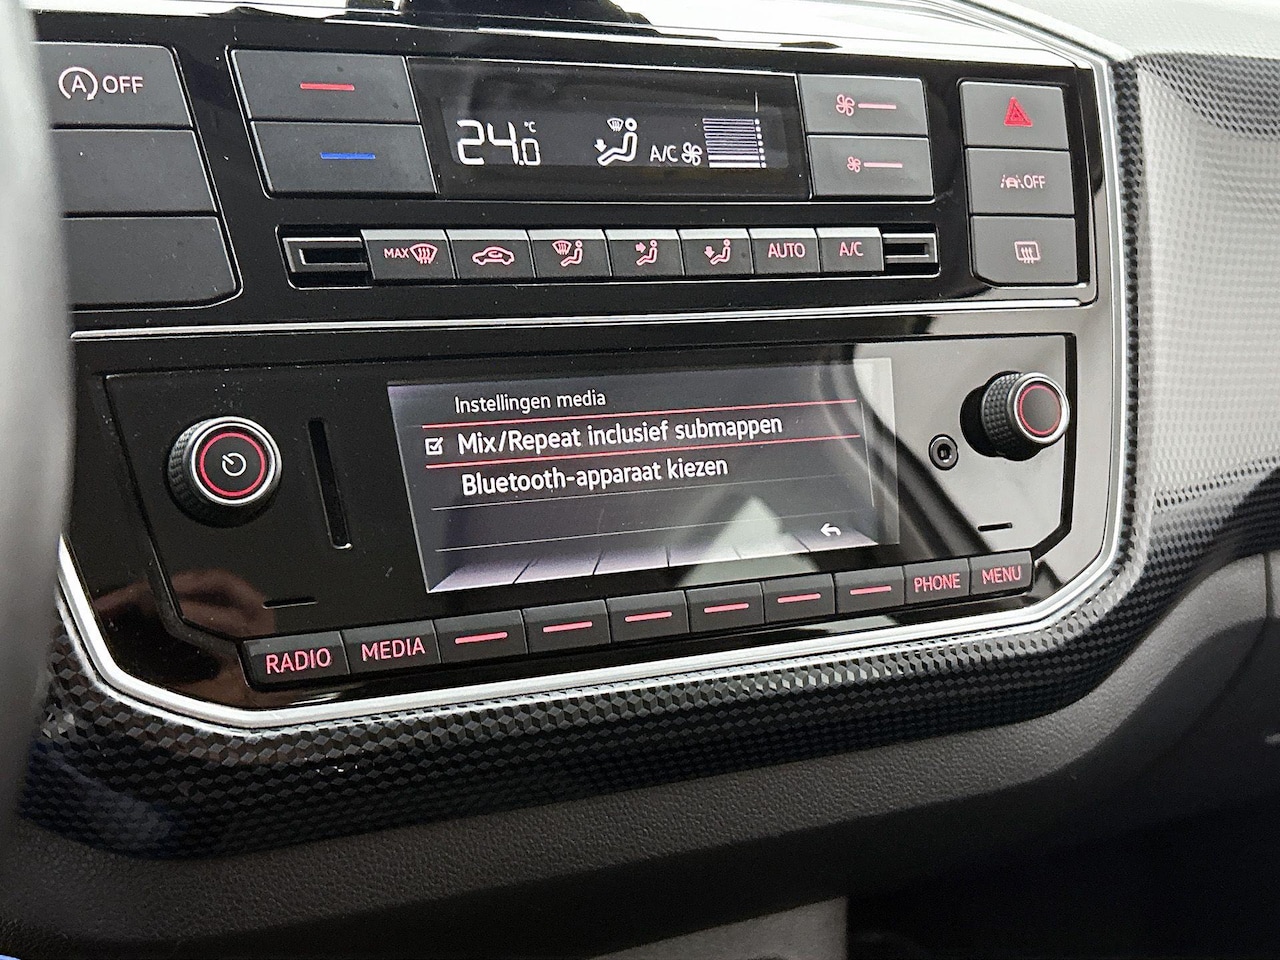 A OFF
24.0 °C
A/C
OFF
MAX
AUTO
A/C
Instellingen media
Mix/Repeat inclusief submappen
Bluetooth-apparaat kiezen
RADIO
MEDIA
PHONE
MENU